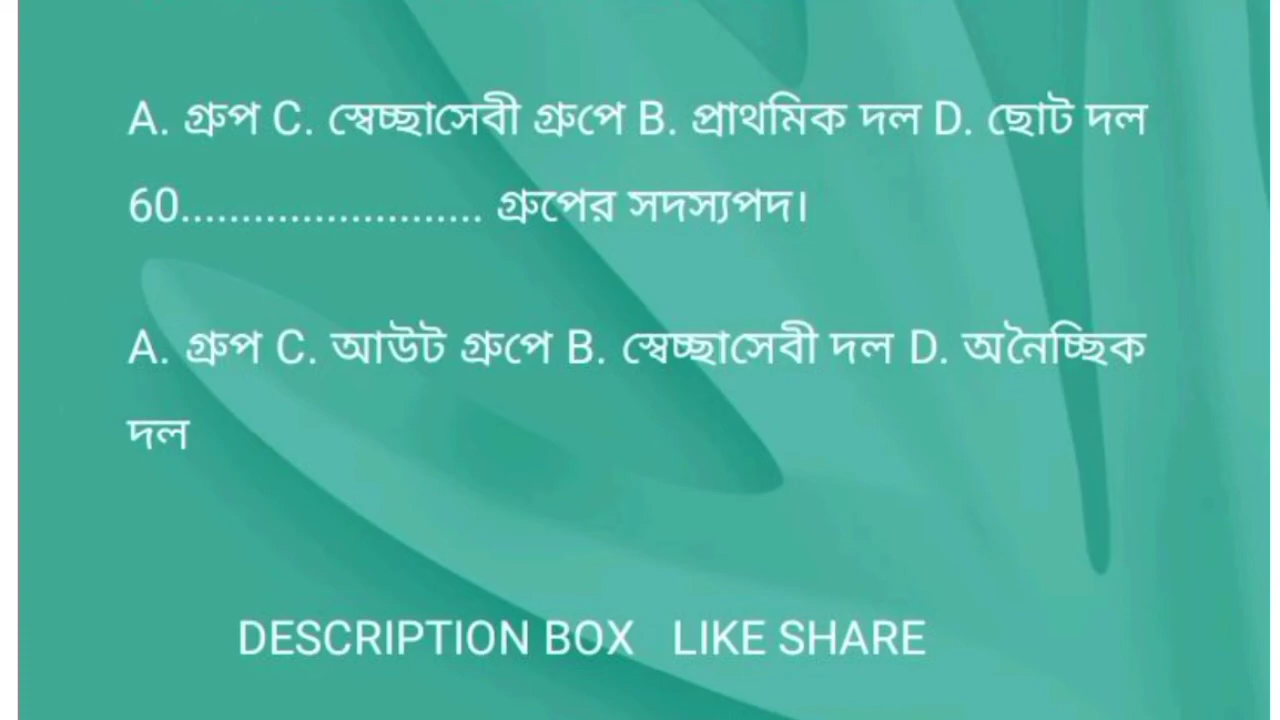 A. গ্রুপ C. স্বেচ্ছাসেবী গ্রুপে B. প্রাথমিক দল D. ছোট দল
60......................... গ্রুপের সদস্যপদ।
A. গ্রুপ C. আউট গ্রুপে B. স্বেচ্ছাসেবী দল D. অনৈচ্ছিক
দল
DESCRIPTION BOX LIKE SHARE